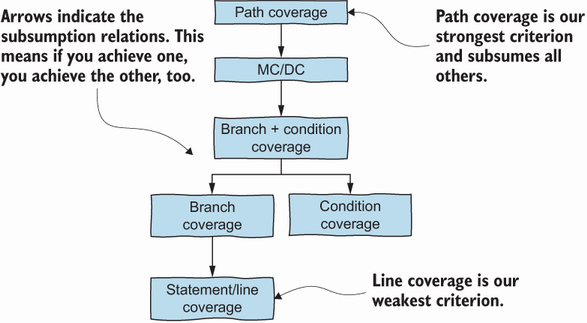 Arrows indicate the
subsumption relations. This
means if you achieve one,
you achieve the other, too.
Path coverage
Path coverage is our
strongest criterion
and subsumes all
others.
MC/DC
Branch + condition
coverage
Branch
coverage
Condition
coverage
Statement/line
coverage
Line coverage is our
weakest criterion.